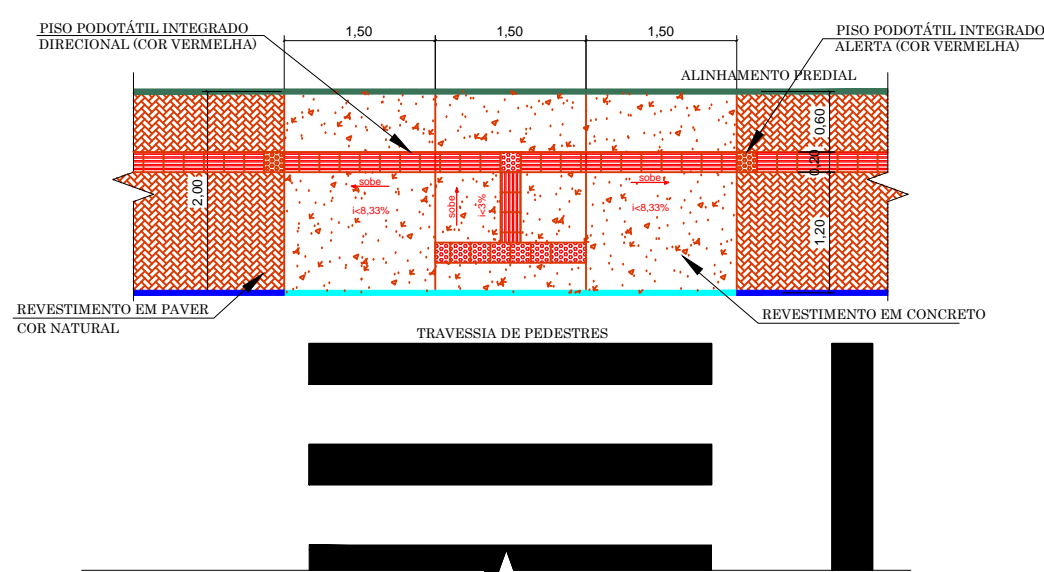 PISO PODOTÁTIL INTEGRADO
DIRECIONAL (COR VERMELHA)
1,50
1,50
1,50
PISO PODOTÁTIL INTEGRADO
ALERTA (COR VERMELHA)
ALINHAMENTO PREDIAL
0,60
0,20
2,00
sobe
i<8,33%
sobe
i<3%
sobe
i<8,33%
1,20
REVESTIMENTO EM PAVER
COR NATURAL
REVESTIMENTO EM CONCRETO
TRAVESSIA DE PEDESTRES